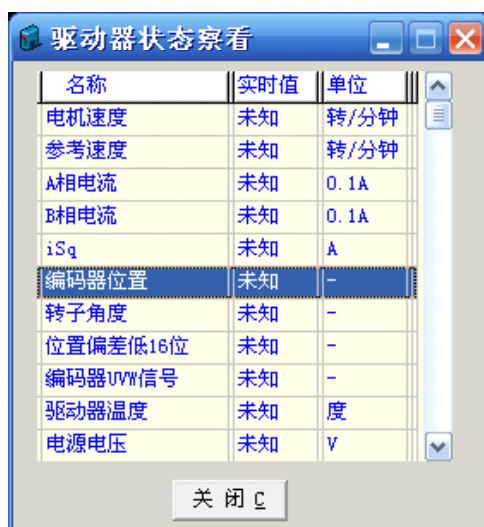 驱动器状态察看
名称 实时值 单位
电机速度 未知 转/分钟
参考速度 未知 转/分钟
A相电流 未知 0.1A
B相电流 未知 0.1A
iSq 未知 A
编码器位置 未知 -
转子角度 未知 -
位置偏差低16位 未知 -
编码器UVW信号 未知 -
驱动器温度 未知 度
电源电压 未知 V
关 闭 C